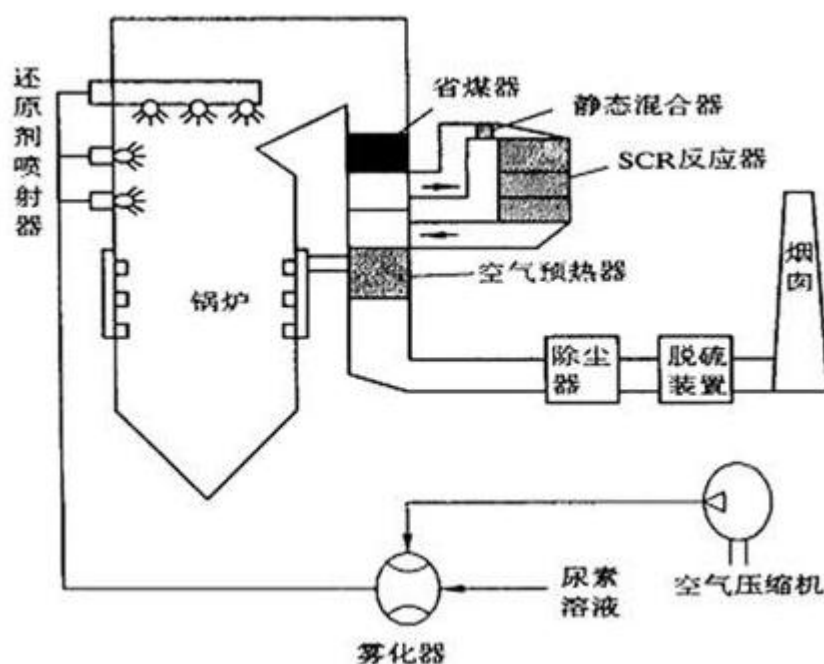 还原剂喷射器
省煤器
静态混合器
SCR反应器
空气预热器
锅炉
烟囱
除尘
器
脱硫
装置
尿素
溶液
空气压缩机
雾化器